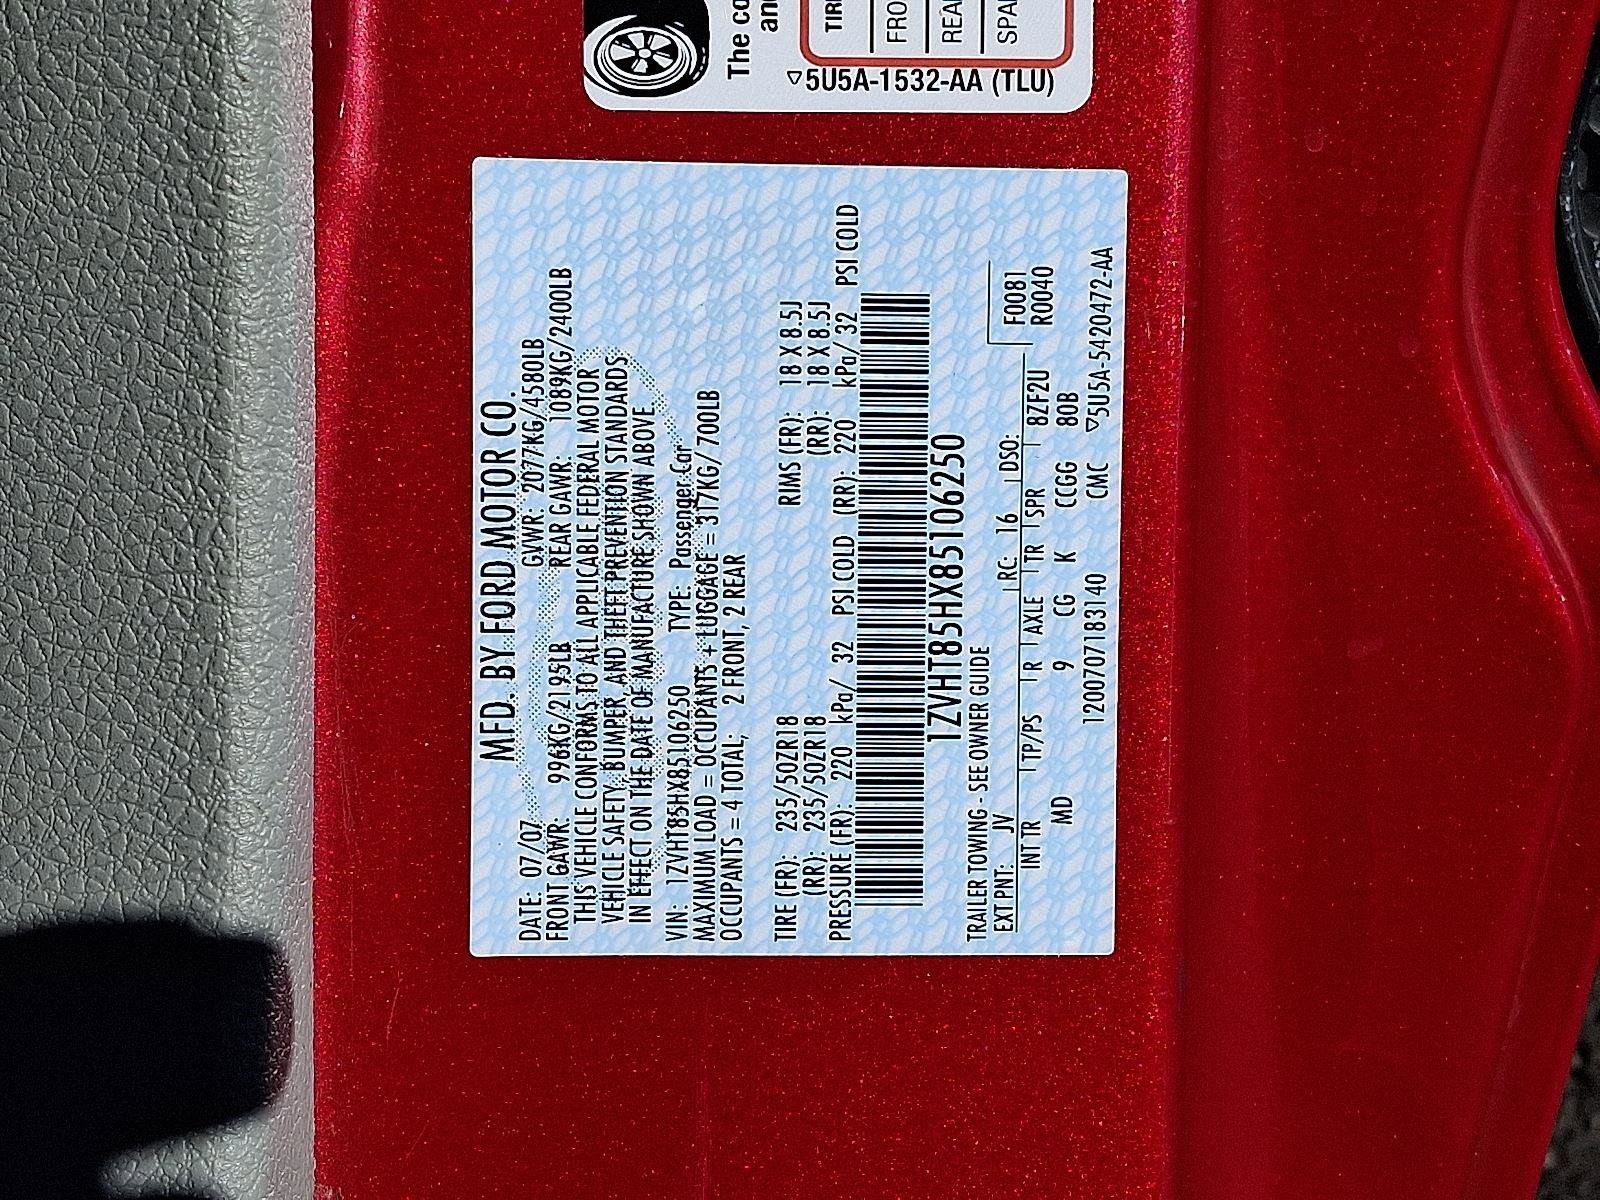 The co
an
TIR
FRO
REA
SPA
▽5U5A-1532-AA (TLU)
MFD. BY FORD MOTOR CO.
DATE: 07/07 GVWR: 2077KG/4580LB
FRONT GAWR: 996KG/2195LB REAR GAWR: 1089KG/2400LB
THIS VEHICLE CONFORMS TO ALL APPLICABLE FEDERAL MOTOR
VEHICLE SAFETY, BUMPER, AND THEFT PREVENTION STANDARDS
IN EFFECT ON THE DATE OF MANUFACTURE SHOWN ABOVE.
VIN: 1ZVHT85HX85106250 TYPE: Passenger Car
MAXIMUM LOAD = OCCUPANTS + LUGGAGE = 317KG/700LB
OCCUPANTS = 4 TOTAL, 2 FRONT, 2 REAR
TIRE (FR): 235/50ZR18 RIMS (FR): 18 X 8.5J
(RR): 235/50ZR18 (RR): 18 X 8.5J
PRESSURE (FR): 220 kPa/ 32 PSI COLD (RR): 220 kPa/ 32 PSI COLD
1ZVHT85HX85106250
TRAILER TOWING - SEE OWNER GUIDE
EXT PNT: JV RC: 16 DSO: F0081
INT TR TP/PS R AXLE TR SPR 8ZF2U R0040
MD 9 CG K CCGG 80B
1200707183140 CMC ▽5U5A-5420472-AA